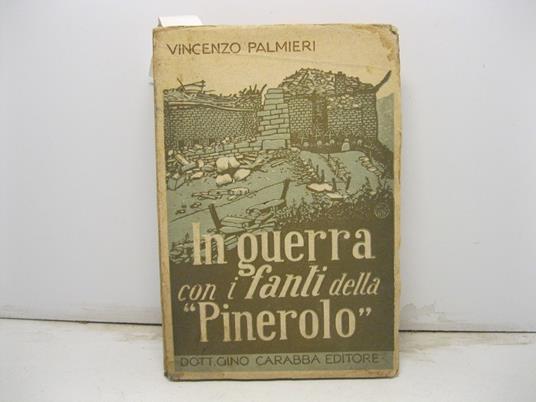 VINCENZO PALMIERI
In guerra
con i fanti della
"Pinerolo"
DOTT. GINO CARABBA EDITORE